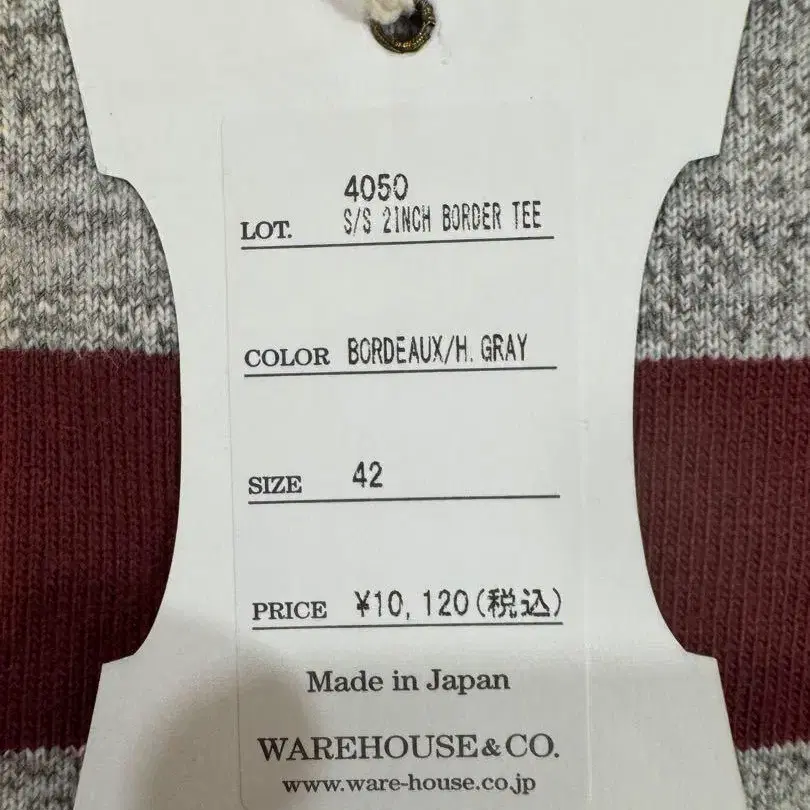 4050
LOT. S/S 2INCH BORDER TEE
COLOR BORDEAUX/H. GRAY
SIZE 42
PRICE ¥10,120(税込)
Made in Japan
WAREHOUSE&CO.
www.ware-house.co.jp